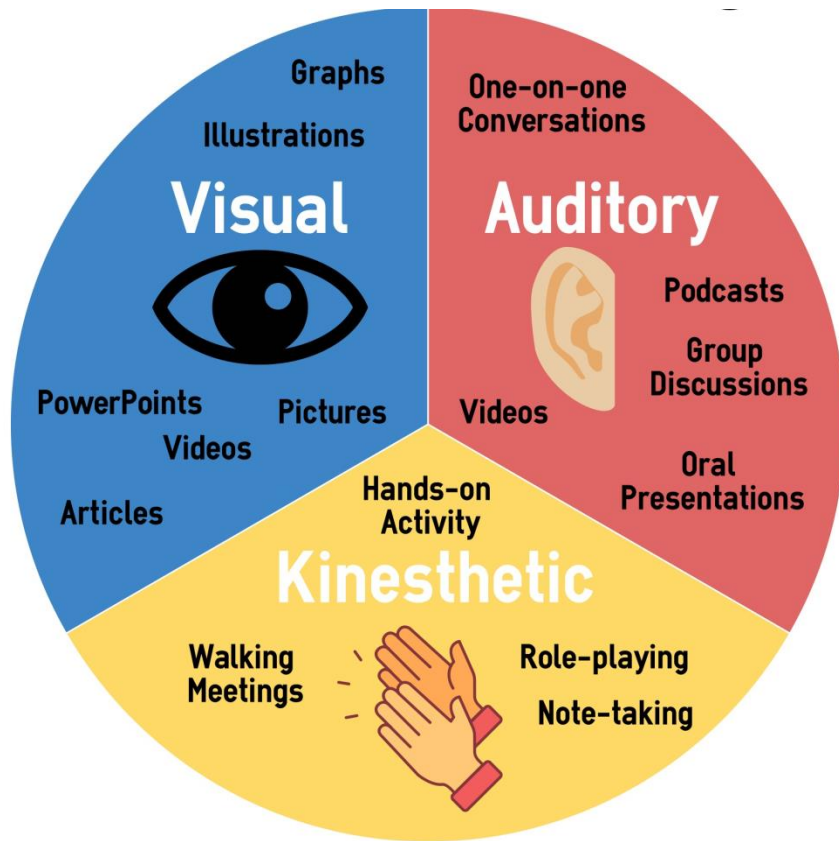 Graphs
Illustrations
Visual
PowerPoints
Pictures
Videos
Articles
One-on-one
Conversations
Auditory
Podcasts
Group
Discussions
Videos
Oral
Presentations
Hands-on
Activity
Kinesthetic
Walking
Meetings
Role-playing
Note-taking